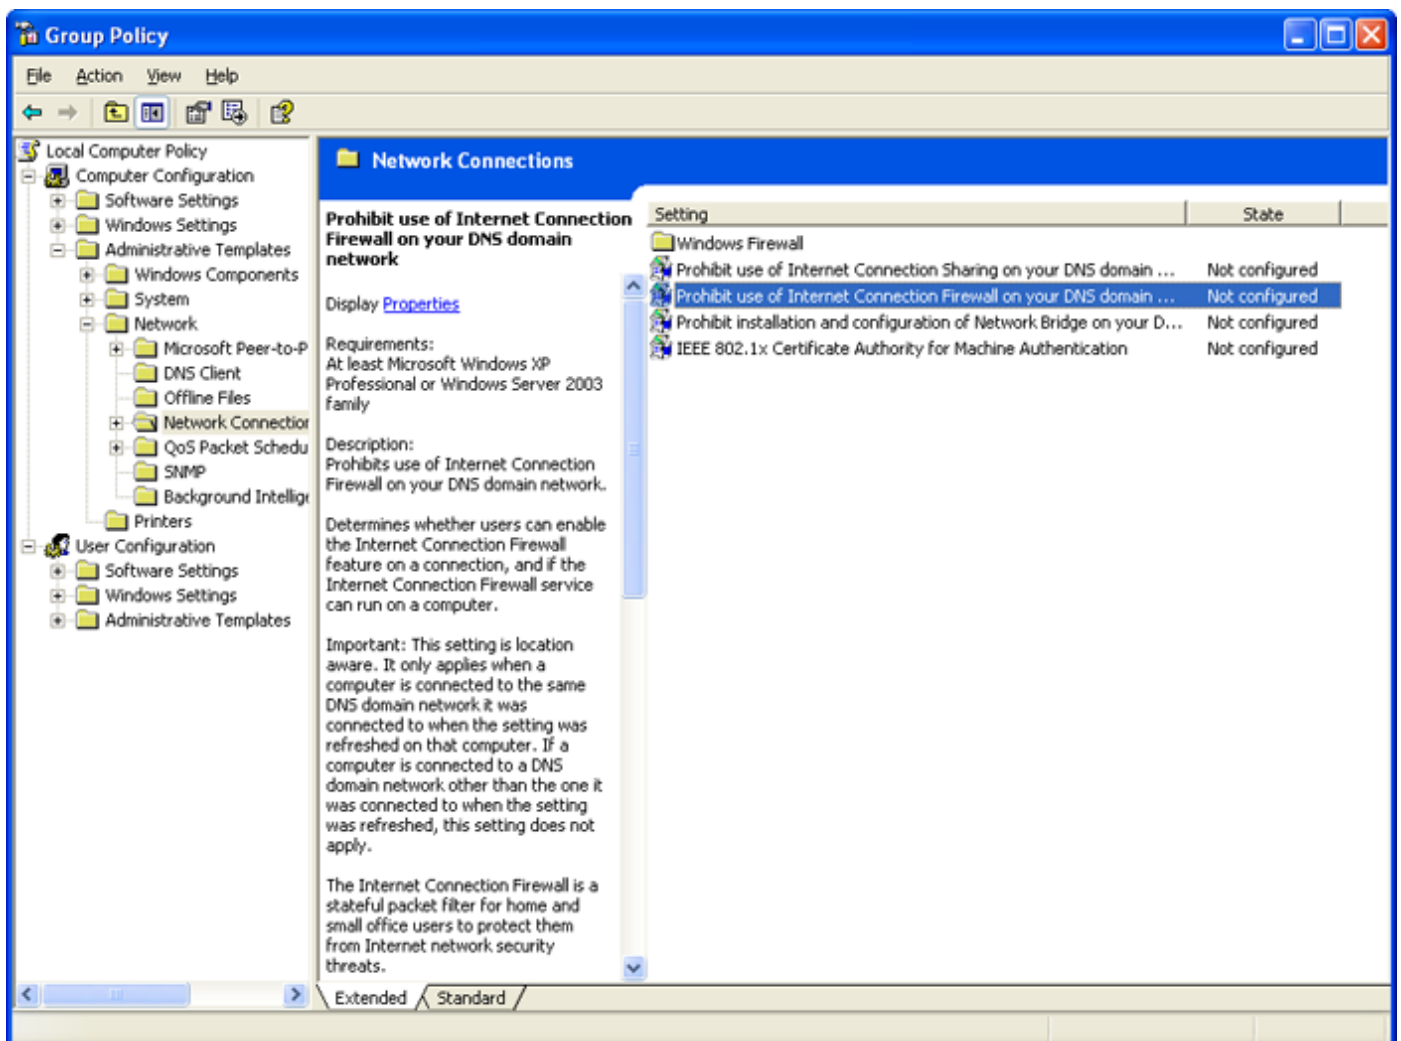 Group Policy
File Action View Help
Local Computer Policy
Computer Configuration
Software Settings
Windows Settings
Administrative Templates
Windows Components
System
Network
Microsoft Peer-to-P
DNS Client
Offline Files
Network Connection
QoS Packet Schedu
SNMP
Background Intellige
Printers
User Configuration
Software Settings
Windows Settings
Administrative Templates
Network Connections
Prohibit use of Internet Connection
Firewall on your DNS domain
network
Display Properties
Requirements:
At least Microsoft Windows XP
Professional or Windows Server 2003
family
Description:
Prohibits use of Internet Connection
Firewall on your DNS domain network.
Determines whether users can enable
the Internet Connection Firewall
feature on a connection, and if the
Internet Connection Firewall service
can run on a computer.
Important: This setting is location
aware. It only applies when a
computer is connected to the same
DNS domain network it was
connected to when the setting was
refreshed on that computer. If a
computer is connected to a DNS
domain network other than the one it
was connected to when the setting
was refreshed, this setting does not
apply.
The Internet Connection Firewall is a
stateful packet filter for home and
small office users to protect them
from Internet network security
threats.
Setting State
Windows Firewall
Prohibit use of Internet Connection Sharing on your DNS domain ... Not configured
Prohibit use of Internet Connection Firewall on your DNS domain ... Not configured
Prohibit installation and configuration of Network Bridge on your D... Not configured
IEEE 802.1x Certificate Authority for Machine Authentication Not configured
Extended Standard